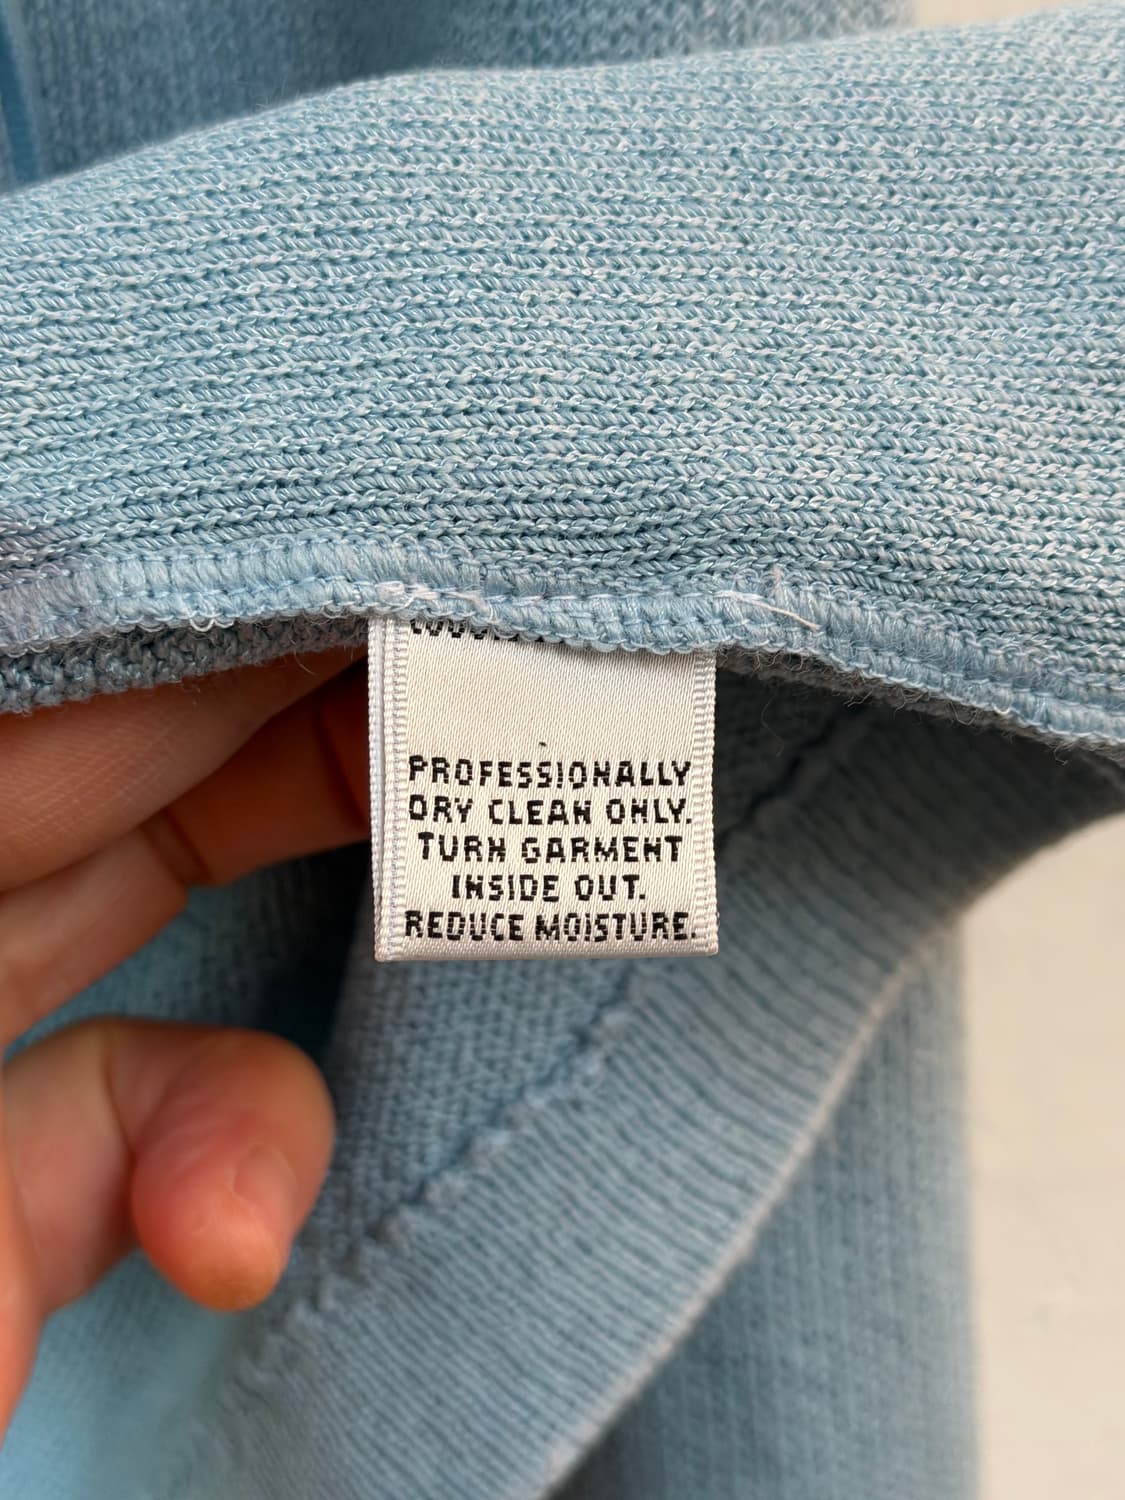 PROFESSIONALLY
DRY CLEAN ONLY.
TURN GARMENT
INSIDE OUT.
REDUCE MOISTURE.